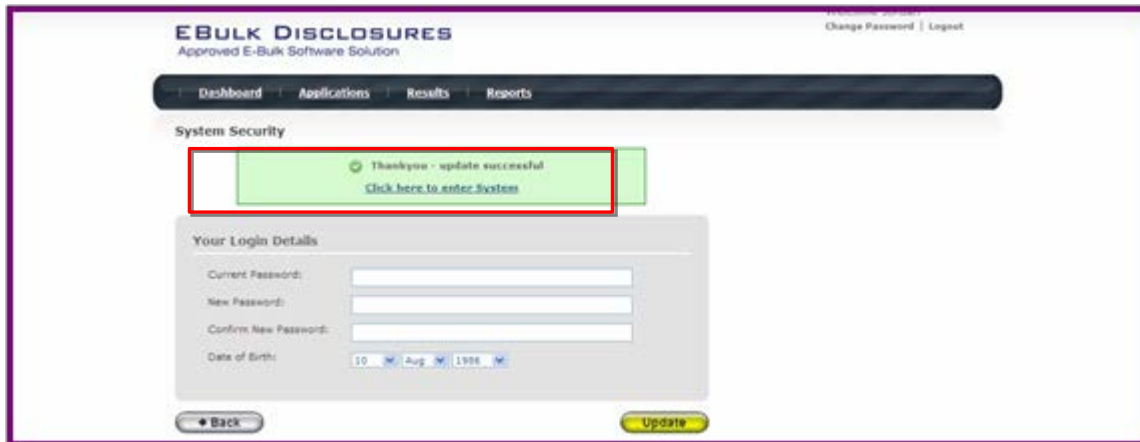 Change Password | Logout
EBULK DISCLOSURES
Approved E-Bulk Software Solution
Dashboard
Applications
Results
Reports
System Security
Thankyou - update successful
Click here to enter System
Your Login Details
Current Password:
New Password:
Confirm New Password:
Date of Birth:
10
Aug
1986
Back
Update